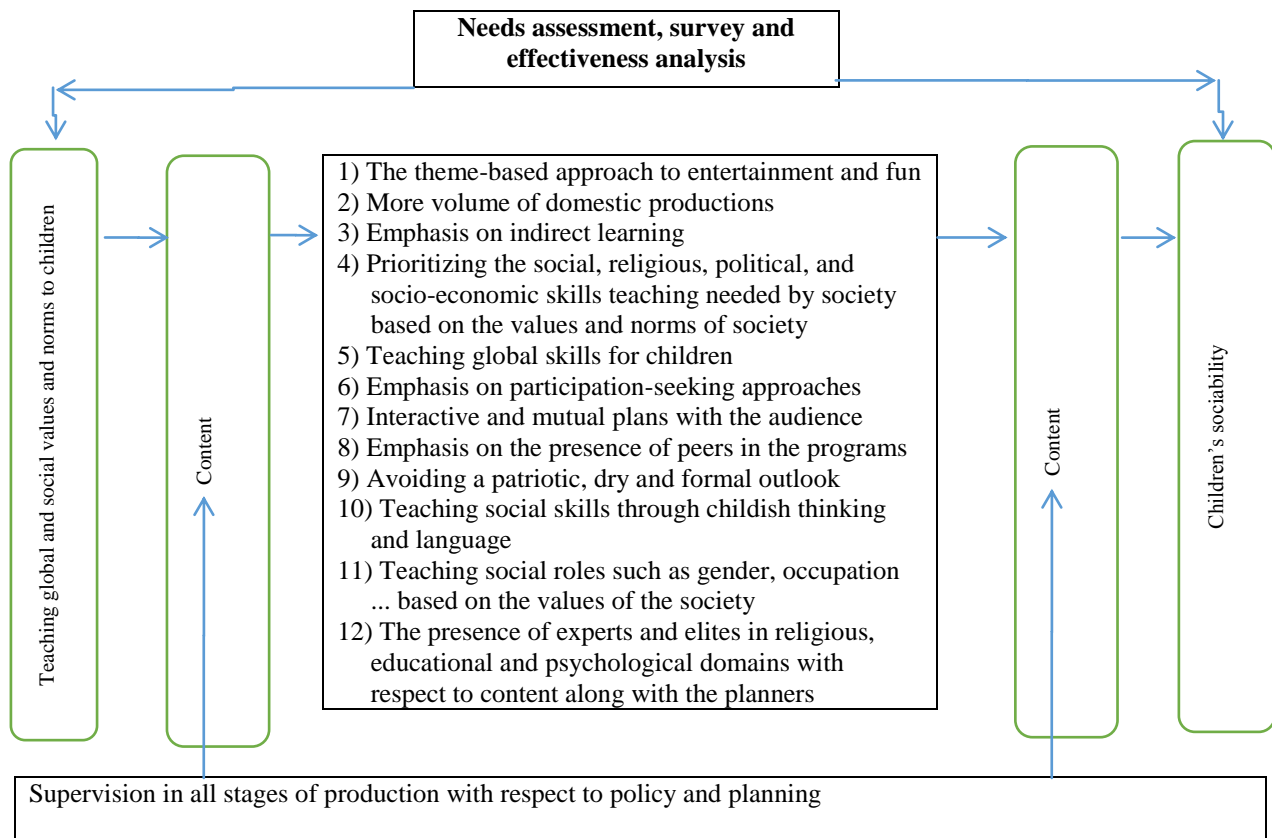 Needs assessment, survey and
effectiveness analysis
Teaching global and social values and norms to children
Content
1) The theme-based approach to entertainment and fun
2) More volume of domestic productions
3) Emphasis on indirect learning
4) Prioritizing the social, religious, political, and
socio-economic skills teaching needed by society
based on the values and norms of society
5) Teaching global skills for children
6) Emphasis on participation-seeking approaches
7) Interactive and mutual plans with the audience
8) Emphasis on the presence of peers in the programs
9) Avoiding a patriotic, dry and formal outlook
10) Teaching social skills through childish thinking
and language
11) Teaching social roles such as gender, occupation
... based on the values of the society
12) The presence of experts and elites in religious,
educational and psychological domains with
respect to content along with the planners
Content
Children’s sociability
Supervision in all stages of production with respect to policy and planning